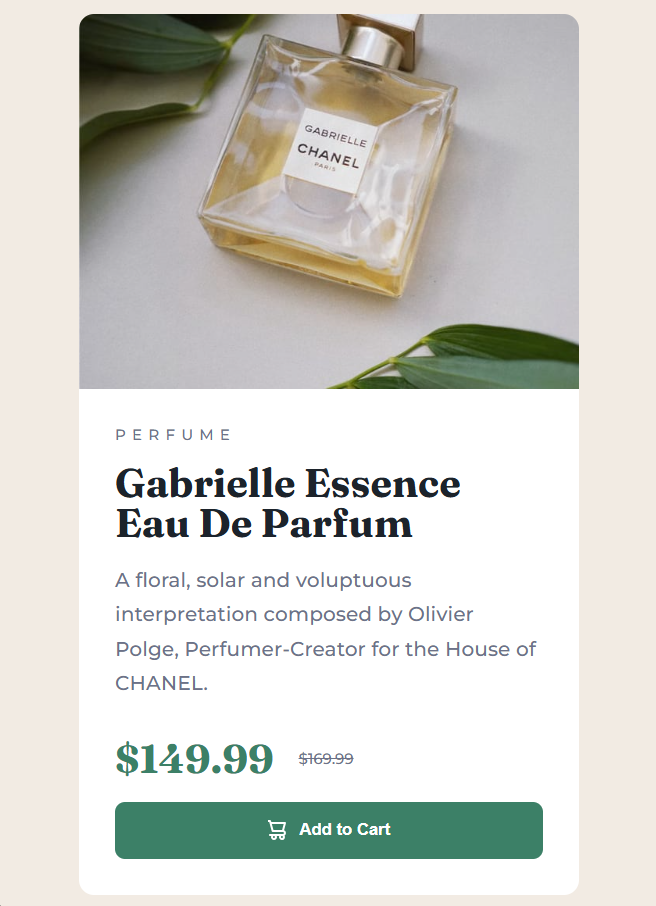 GABRIELLE
CHANEL
PARIS
PERFUME
Gabrielle Essence
Eau De Parfum
A floral, solar and voluptuous
interpretation composed by Olivier
Polge, Perfumer-Creator for the House of
CHANEL.
$149.99 $169.99
Add to Cart